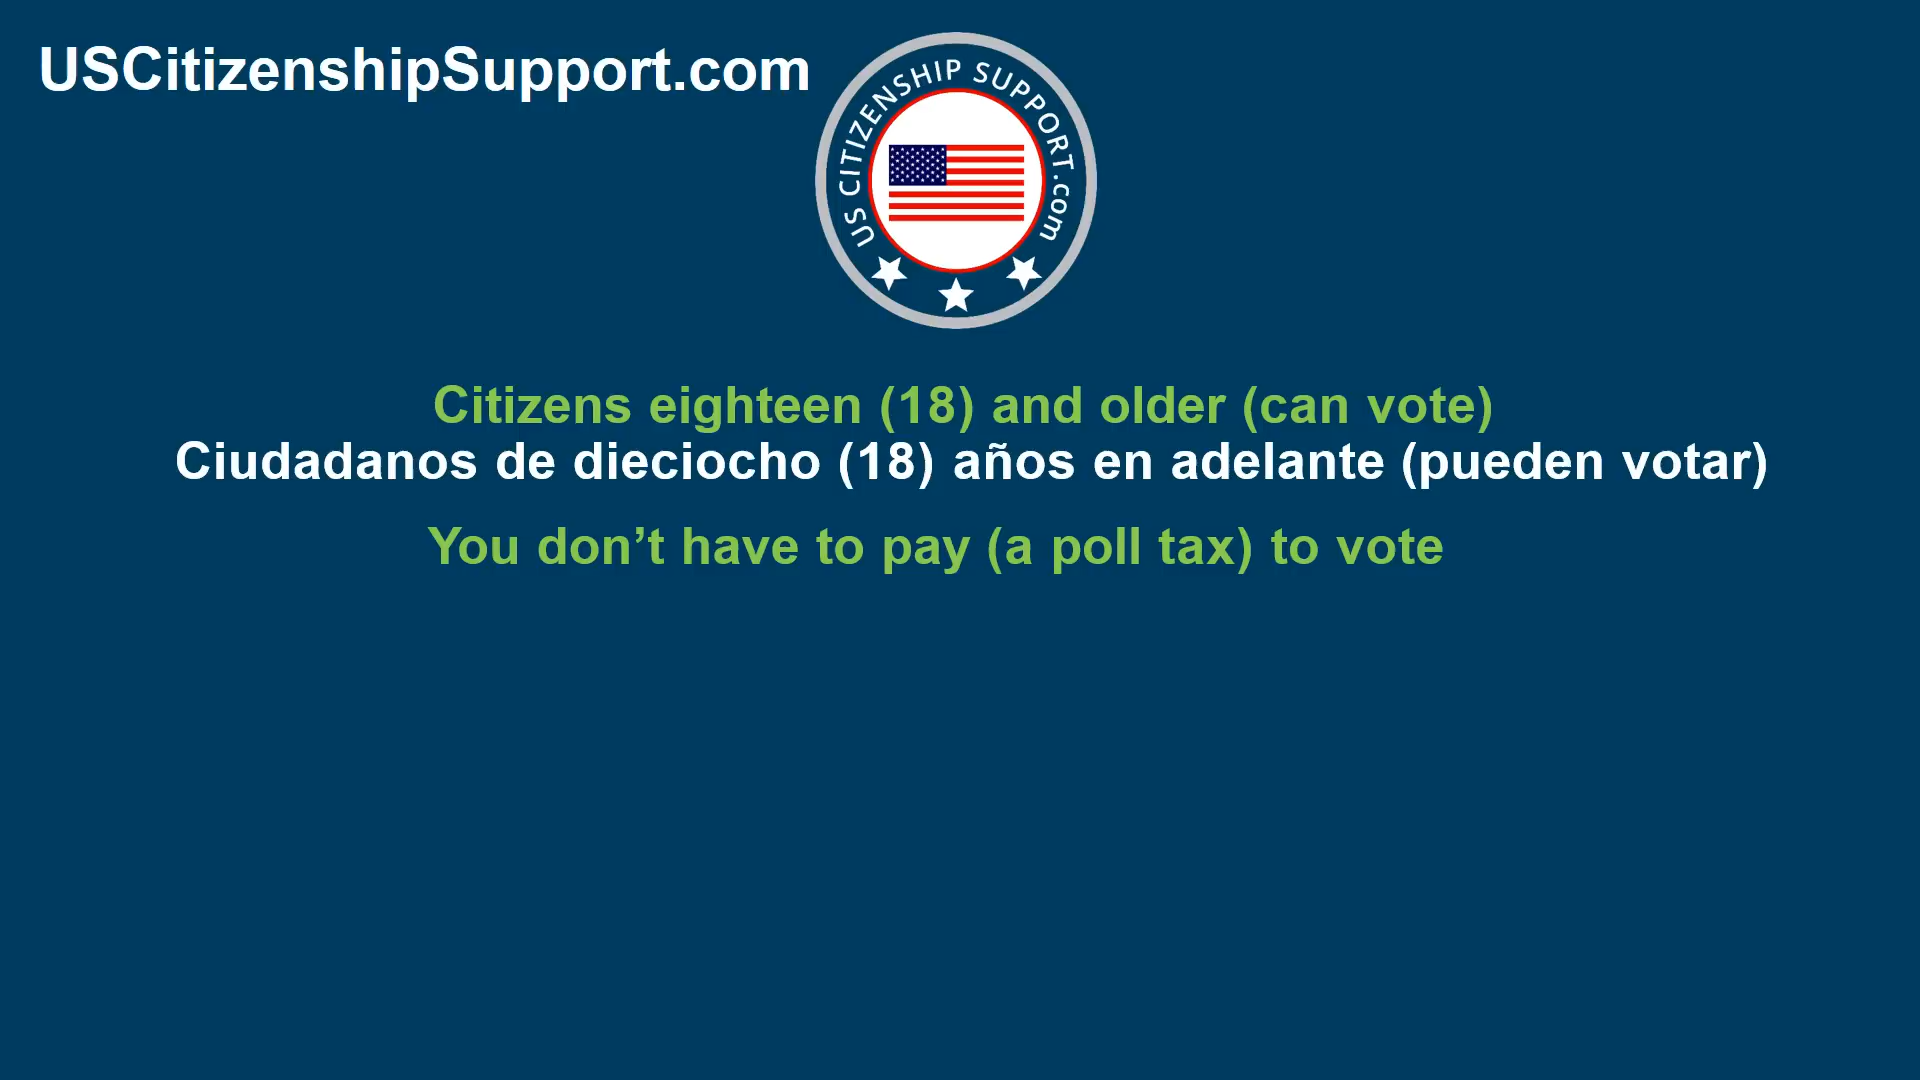 USCitizenshipSupport.com
US CITIZENSHIP SUPPORT.com
Citizens eighteen (18) and older (can vote)
Ciudadanos de dieciocho (18) años en adelante (pueden votar)
You don’t have to pay (a poll tax) to vote